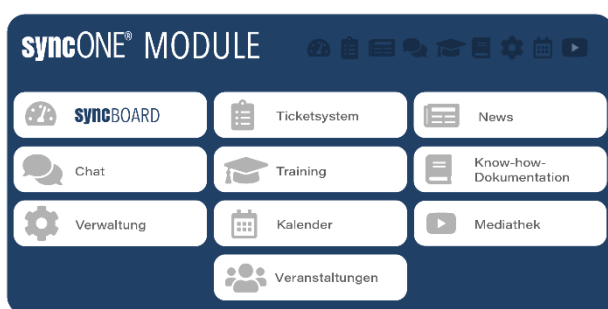 syncONE® MODULE
syncBOARD
Ticketsystem
News
Chat
Training
Know-how-
Dokumentation
Verwaltung
Kalender
Mediathek
Veranstaltungen